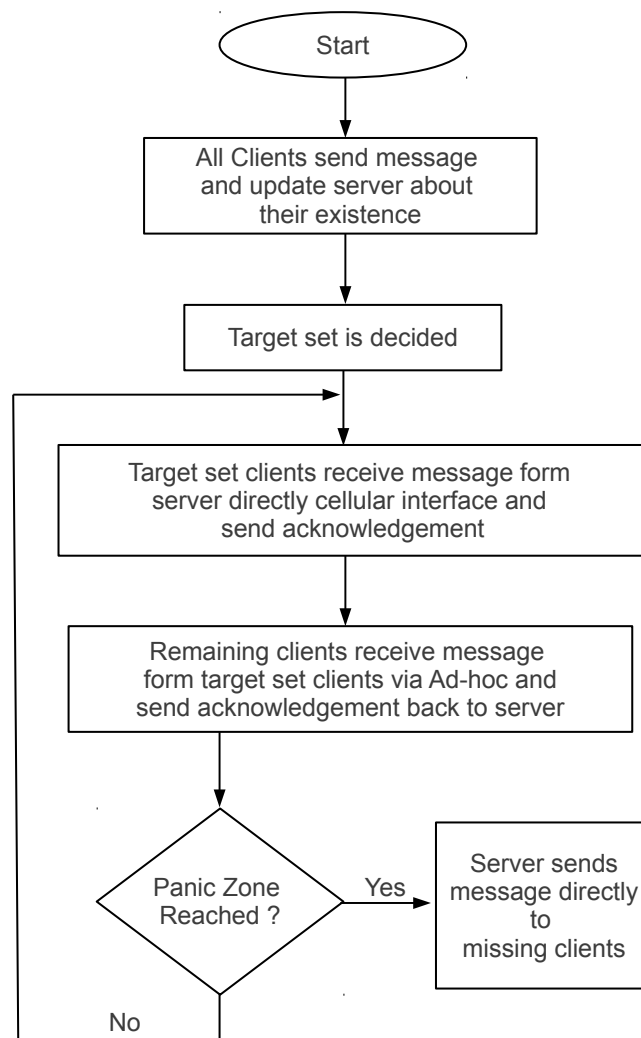 Start
All Clients send message
and update server about
their existence
Target set is decided
Target set clients receive message form
server directly cellular interface and
send acknowledgement
Remaining clients receive message
form target set clients via Ad-hoc and
send acknowledgement back to server
Panic Zone
Reached ?
Yes
Server sends
message directly
to
missing clients
No